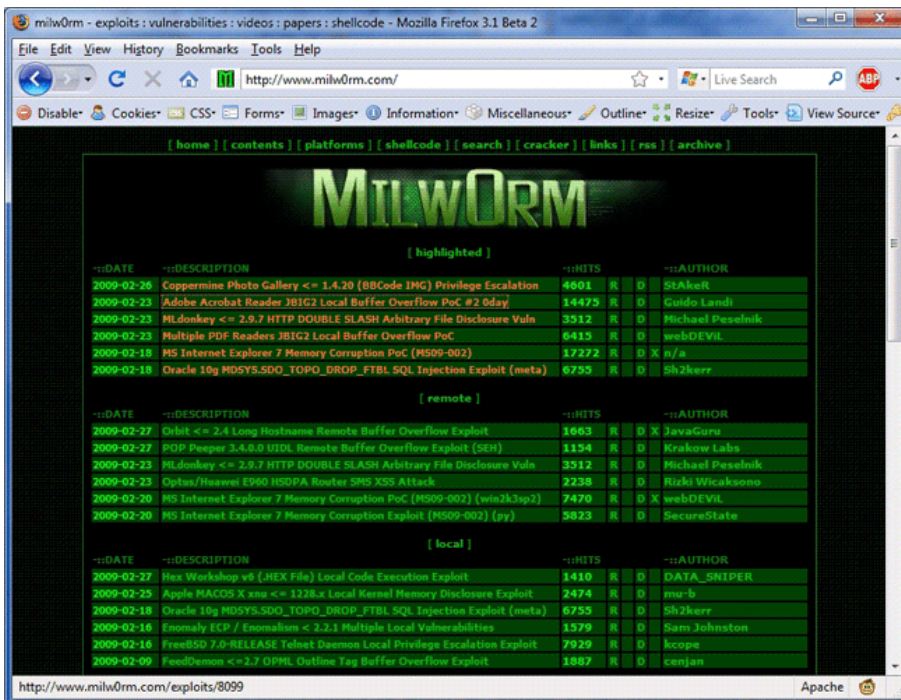 milw0rm - exploits : vulnerabilities : videos : papers : shellcode - Mozilla Firefox 3.1 Beta 2
File Edit View History Bookmarks Tools Help
http://www.milw0rm.com/ Live Search ABP
Disable Cookies CSS Forms Images Information Miscellaneous Outline Resize Tools View Source
[ home ] [ contents ] [ platforms ] [ shellcode ] [ search ] [ cracker ] [ links ] [ rss ] [ archive ]
MILW0RM
[ highlighted ]
-::DATE -::DESCRIPTION -::HITS -::AUTHOR
2009-02-26 Coppermine Photo Gallery <= 1.4.20 (BBCode IMG) Privilege Escalation 4601 R D StAkeR
2009-02-23 Adobe Acrobat Reader JBIG2 Local Buffer Overflow PoC #2 0day 14475 R D Guido Landi
2009-02-23 MLdonkey <= 2.9.7 HTTP DOUBLE SLASH Arbitrary File Disclosure Vuln 3512 R D Michael Peselnik
2009-02-23 Multiple PDF Readers JBIG2 Local Buffer Overflow PoC 6415 R D webDEViL
2009-02-18 MS Internet Explorer 7 Memory Corruption PoC (MS09-002) 17272 R D X n/a
2009-02-18 Oracle 10g MDSYS.SDO_TOPO_DROP_FTBL SQL Injection Exploit (meta) 6755 R D Sh2kerr
[ remote ]
-::DATE -::DESCRIPTION -::HITS -::AUTHOR
2009-02-27 Orbit <= 2.4 Long Hostname Remote Buffer Overflow Exploit 1663 R D X JavaGuru
2009-02-27 POP Peeper 3.4.0.0 UIDL Remote Buffer Overflow Exploit (SEH) 1154 R D Krakow Labs
2009-02-23 MLdonkey <= 2.9.7 HTTP DOUBLE SLASH Arbitrary File Disclosure Vuln 3512 R D Michael Peselnik
2009-02-23 Optus/Huawei E960 HSDPA Router SMS XSS Attack 2238 R D Rizki Wicaksono
2009-02-20 MS Internet Explorer 7 Memory Corruption PoC (MS09-002) (win2k3sp2) 7470 R D X webDEViL
2009-02-20 MS Internet Explorer 7 Memory Corruption Exploit (MS09-002) (py) 5823 R D SecureState
[ local ]
-::DATE -::DESCRIPTION -::HITS -::AUTHOR
2009-02-27 Hex Workshop v6 (.HEX File) Local Code Execution Exploit 1410 R D DATA_SNIPER
2009-02-25 Apple MACOS X xnu <= 1228.x Local Kernel Memory Disclosure Exploit 2474 R D mu-b
2009-02-18 Oracle 10g MDSYS.SDO_TOPO_DROP_FTBL SQL Injection Exploit (meta) 6755 R D Sh2kerr
2009-02-16 Enomaly ECP / Enomalism < 2.2.1 Multiple Local Vulnerabilities 1579 R D Sam Johnston
2009-02-16 FreeBSD 7.0-RELEASE Telnet Daemon Local Privilege Escalation Exploit 7929 R D kcope
2009-02-09 FeedDemon <=2.7 OPML Outline Tag Buffer Overflow Exploit 1887 R D cenjan
http://www.milw0rm.com/exploits/8099 Apache